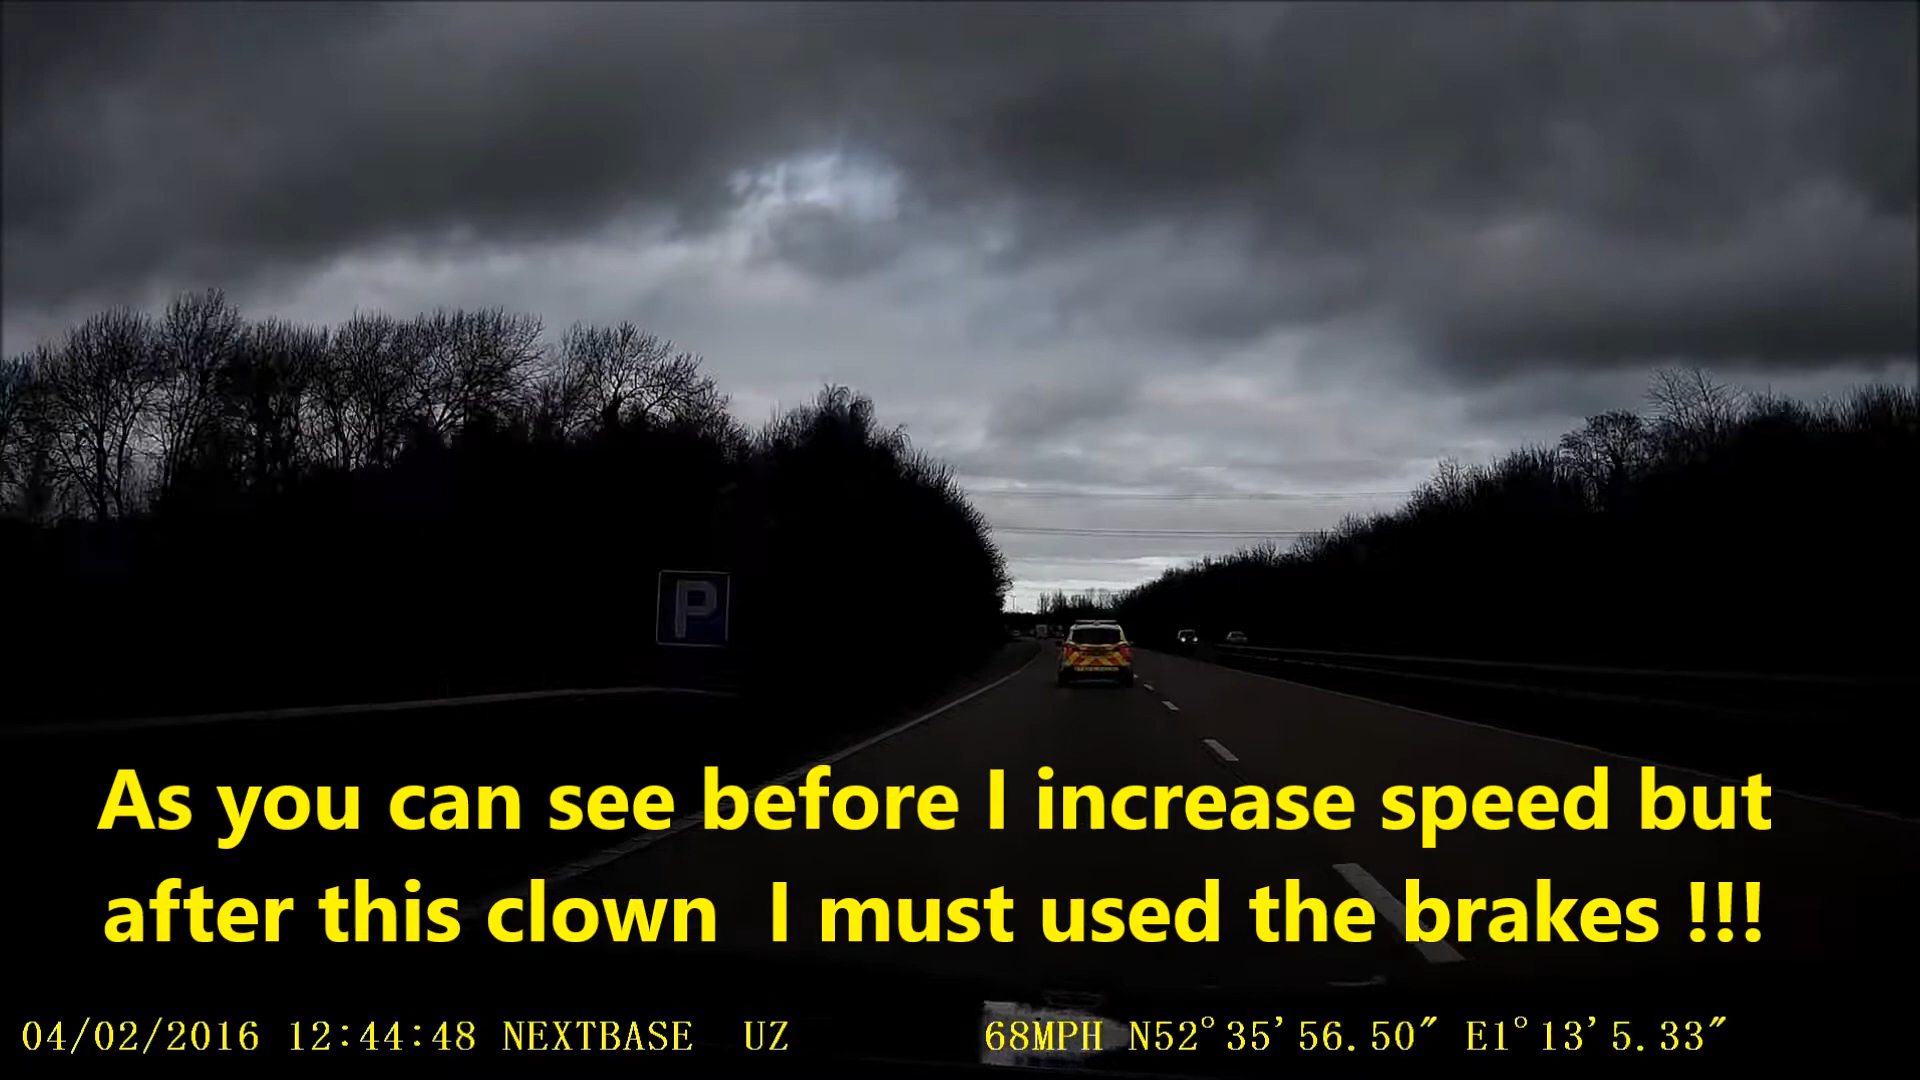 P
As you can see before I increase speed but
after this clown I must used the brakes !!!
04/02/2016 12:44:48 NEXTBASE UZ 68MPH N52°35'56.50" E1°13'5.33"